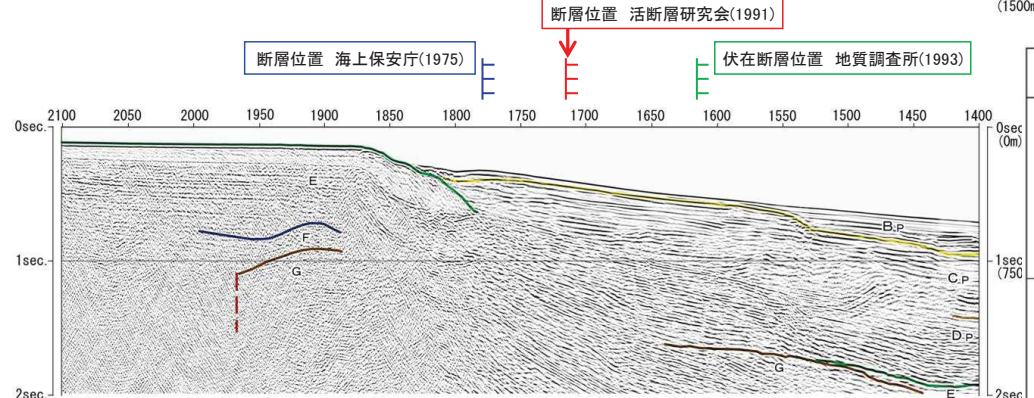 断層位置 活断層研究会(1991)
(1500m
断層位置 海上保安庁(1975)
伏在断層位置 地質調査所(1993)
2100 2050 2000 1950 1900 1850 1800 1750 1700 1650 1600 1550 1500 1450 1400
0sec. 0sec
(0m)
E
B.P
F
1sec. 1sec
G
C.P
(750
D.P
G
E
2sec 2sec